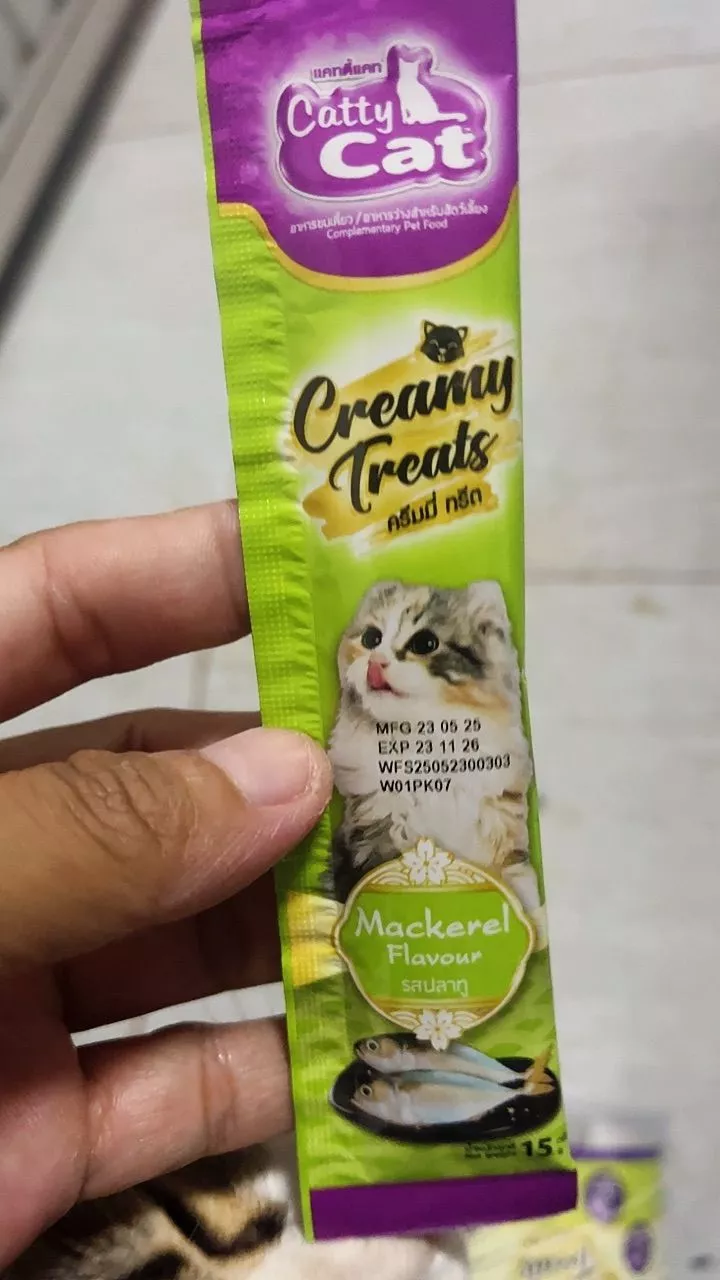 แคทตี้แคท
Catty
Cat
อาหารขบเคี้ยว / อาหารว่างสำหรับสัตว์เลี้ยง
Complementary Pet Food
Creamy
Treats
ครีมมี่ ทรีต
MFG 23 05 25
EXP 23 11 26
WFS25052300303
W01PK07
Mackerel
Flavour
รสปลาทู
15